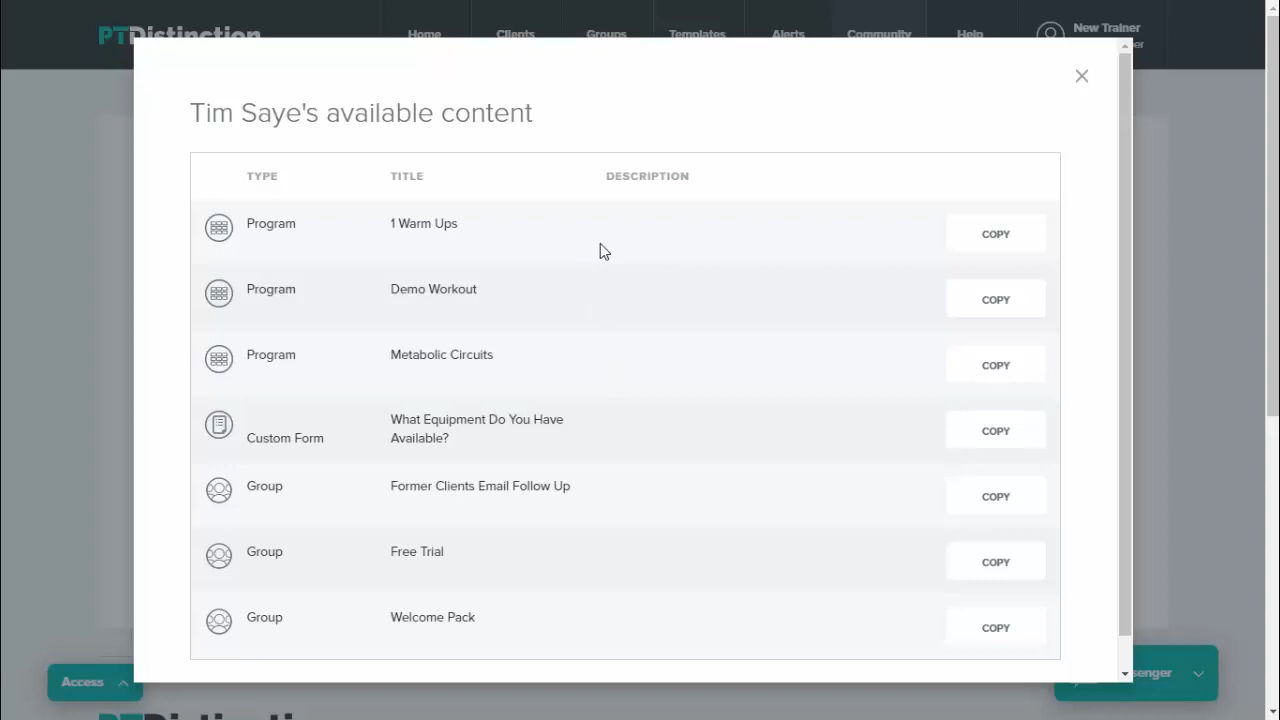 PTDistinction
Home
Clients
Groups
Templates
Alerts
Community
Help
New Trainer
Tim Saye's available content
TYPE TITLE DESCRIPTION
Program 1 Warm Ups COPY
Program Demo Workout COPY
Program Metabolic Circuits COPY
What Equipment Do You Have
Custom Form Available? COPY
Group Former Clients Email Follow Up COPY
Group Free Trial COPY
Group Welcome Pack COPY
Access
PTDistinction